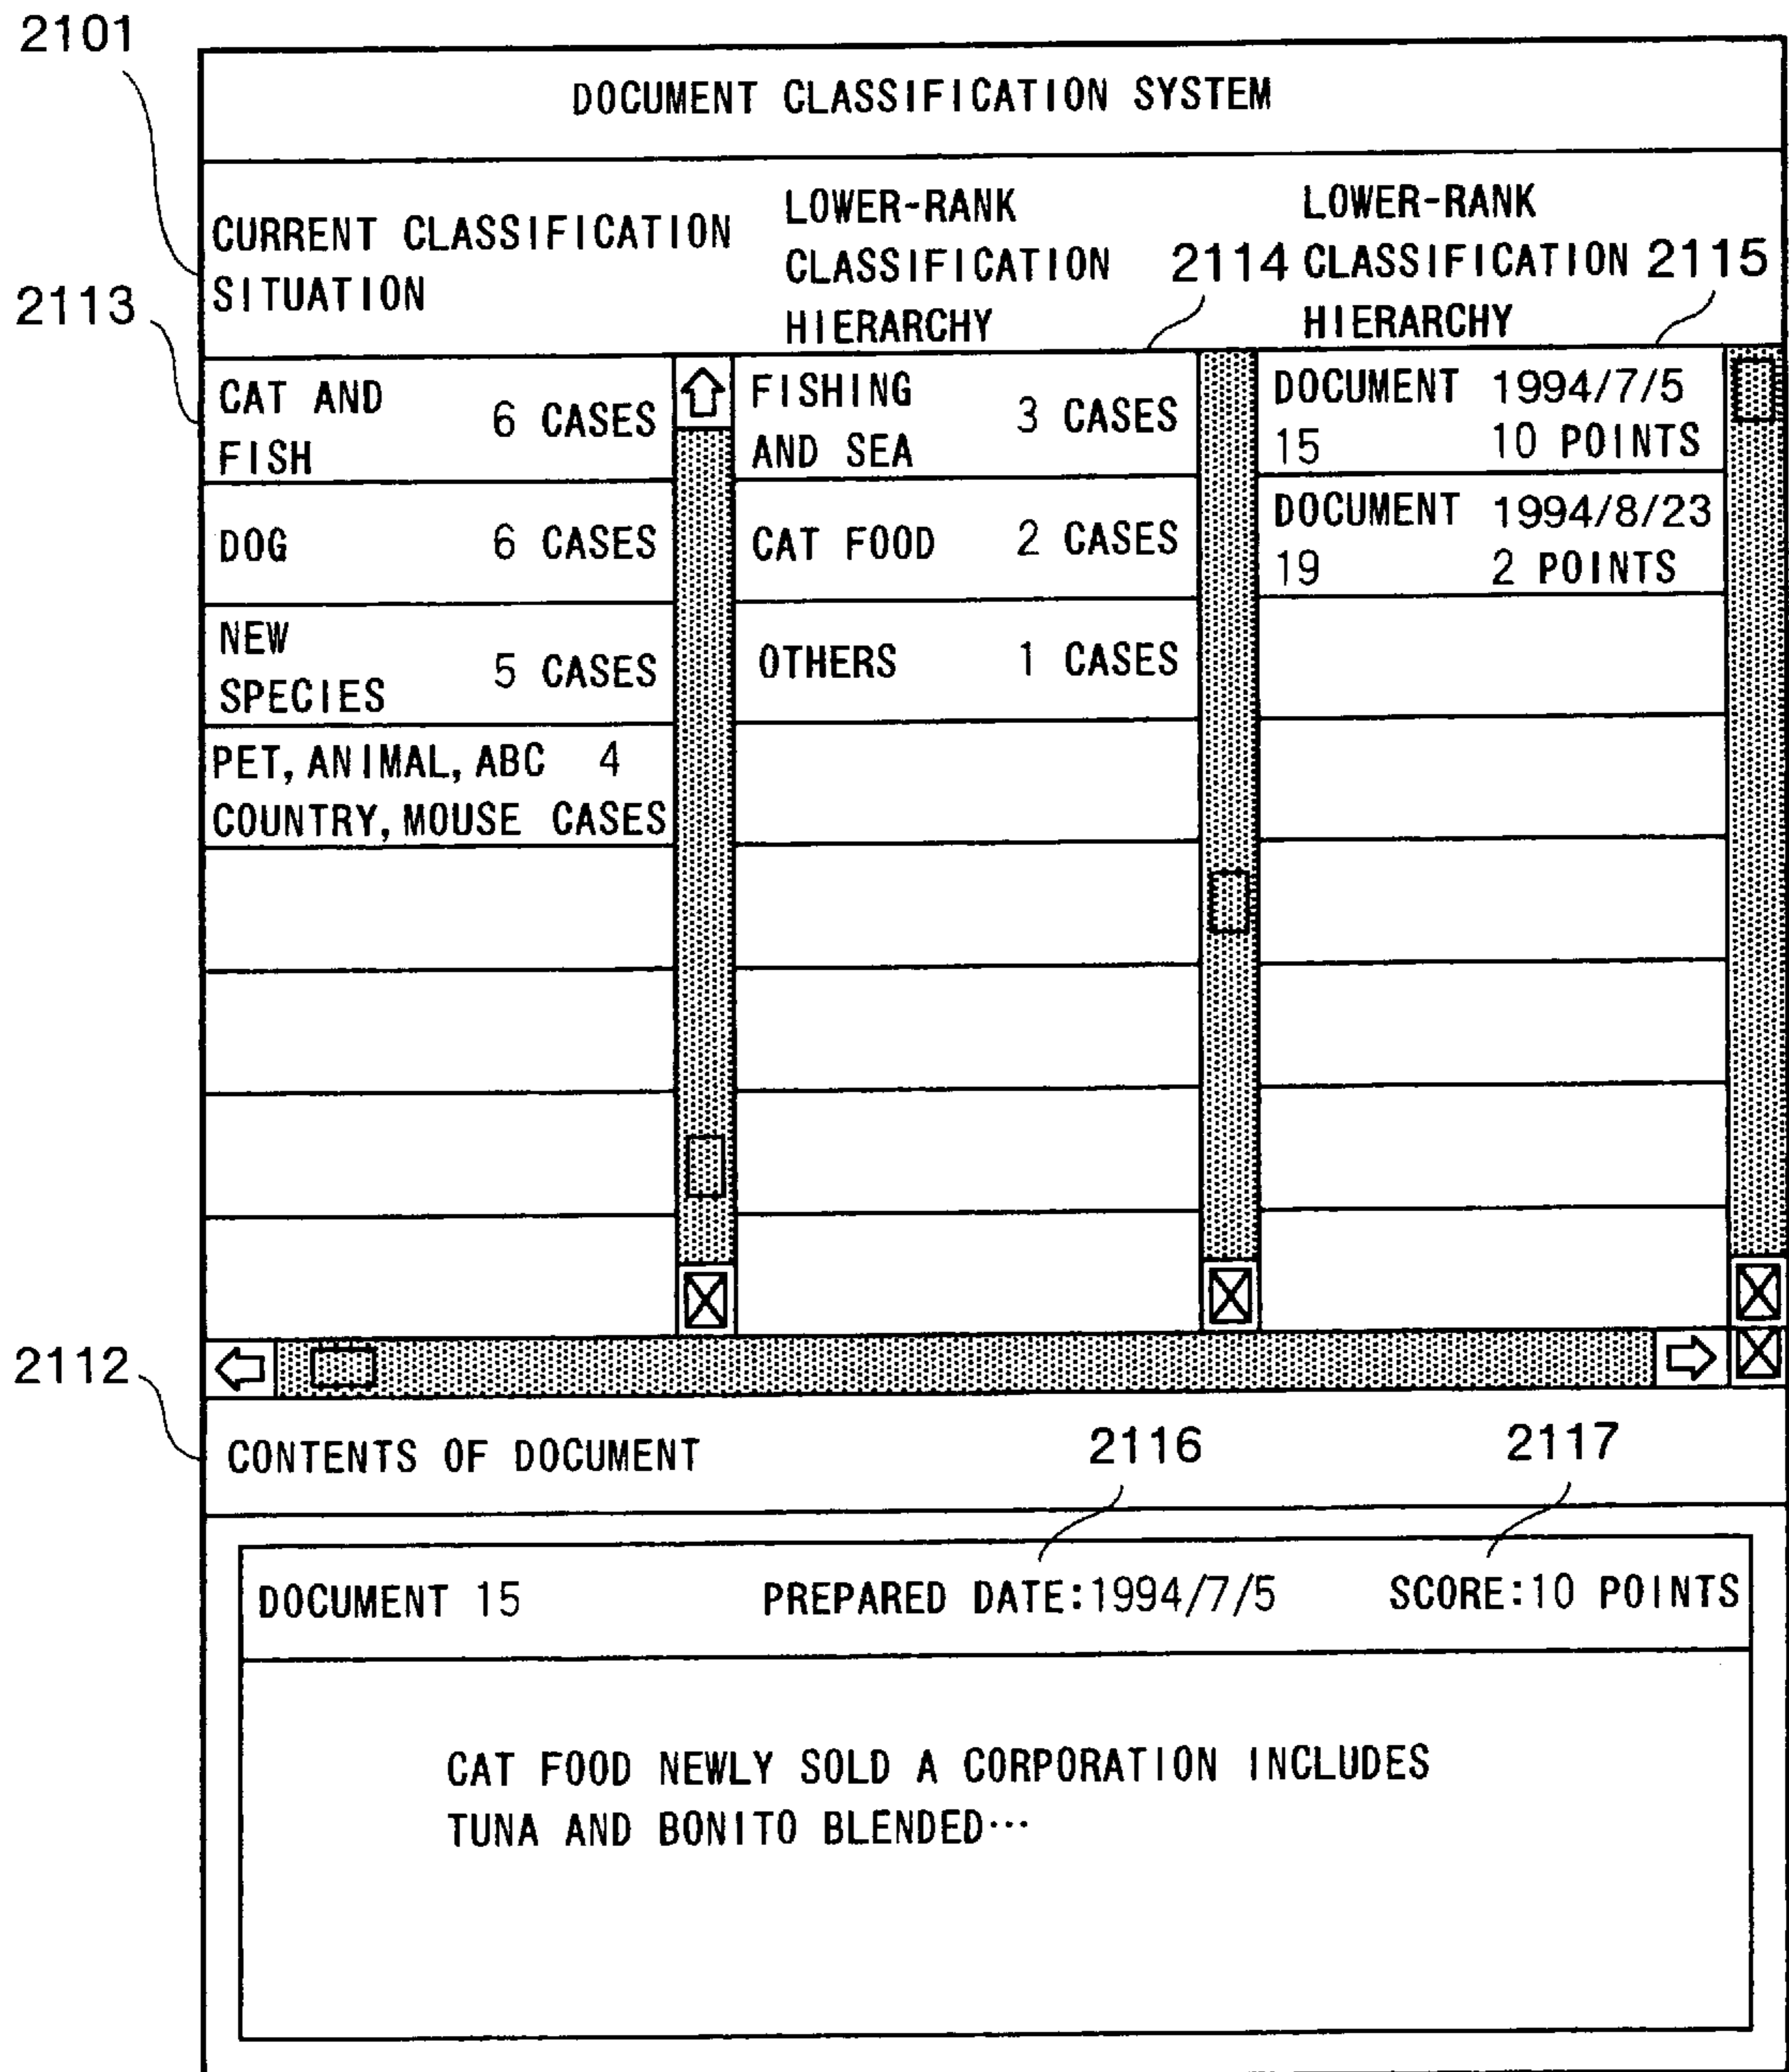 2101
DOCUMENT CLASSIFICATION SYSTEM
CURRENT CLASSIFICATION
SITUATION
LOWER-RANK
CLASSIFICATION
HIERARCHY
2114
LOWER-RANK
CLASSIFICATION
HIERARCHY
2115
2113
CAT AND
FISH
6 CASES
FISHING
AND SEA
3 CASES
DOCUMENT 1994/7/5
15 10 POINTS
DOG 6 CASES
CAT FOOD 2 CASES
DOCUMENT 1994/8/23
19 2 POINTS
NEW
SPECIES
5 CASES
OTHERS 1 CASES
PET, ANIMAL, ABC 4
COUNTRY, MOUSE CASES
2112
CONTENTS OF DOCUMENT
2116
2117
DOCUMENT 15 PREPARED DATE:1994/7/5 SCORE:10 POINTS
CAT FOOD NEWLY SOLD A CORPORATION INCLUDES
TUNA AND BONITO BLENDED…